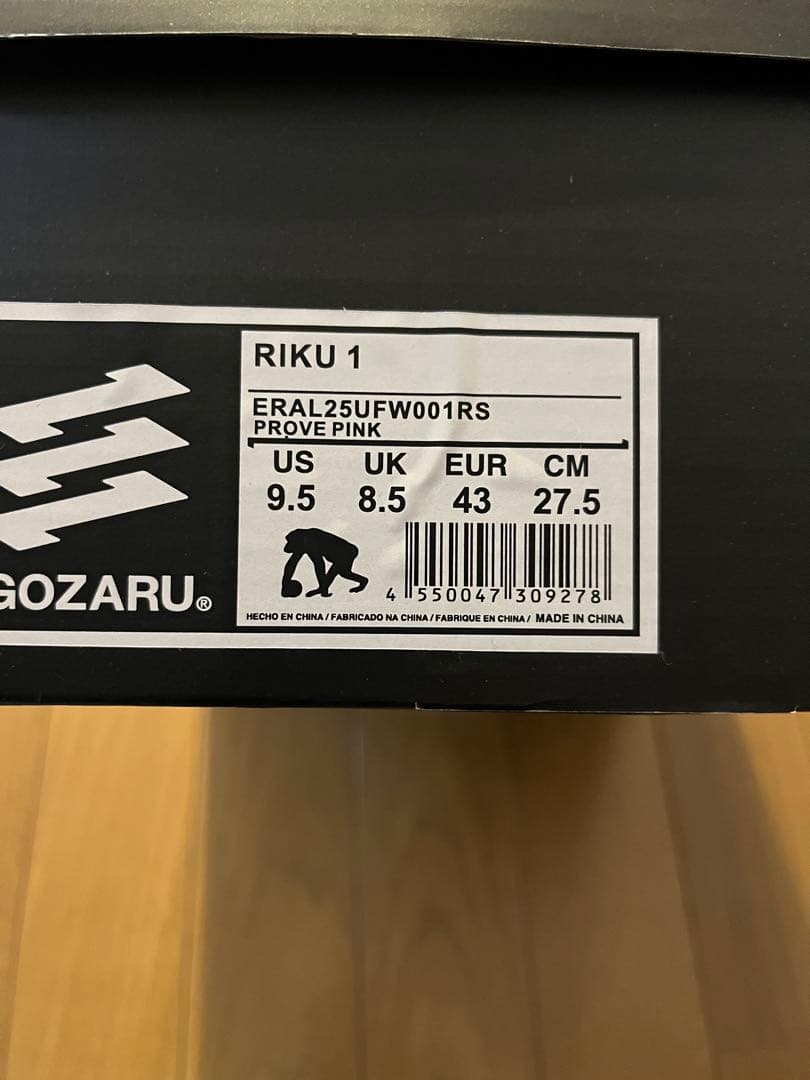 RIKU 1
ERAL25UFW001RS
PROVE PINK
US UK EUR CM
9.5 8.5 43 27.5
GOZARU®
4 550047 309278
HECHO EN CHINA / FABRICADO NA CHINA / FABRIQUE EN CHINA / MADE IN CHINA